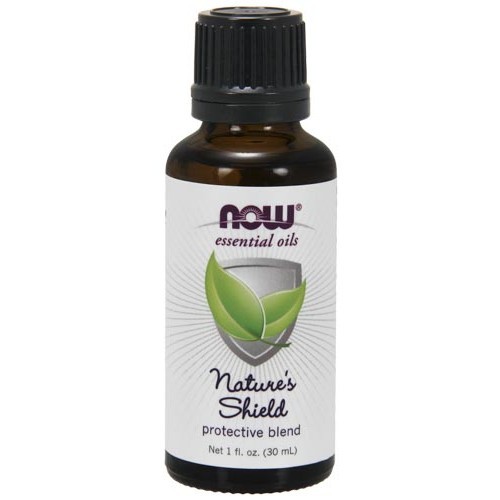 now®
essential oils
Nature's
Shield
protective blend
Net 1 fl. oz. (30 mL)